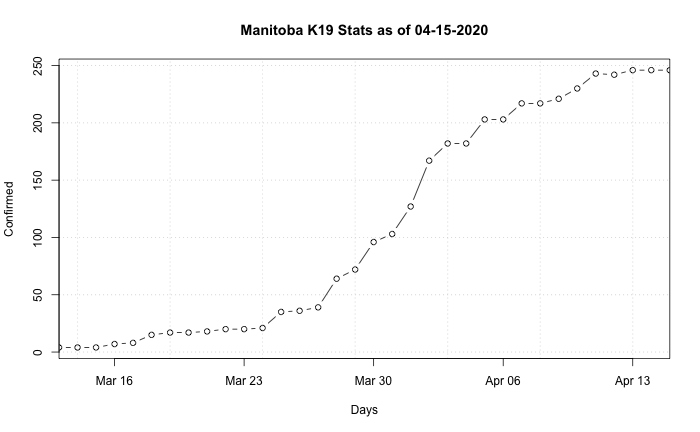 Manitoba K19 Stats as of 04-15-2020
Confirmed
250
200
150
100
50
0
Mar 16 Mar 23 Mar 30 Apr 06 Apr 13
Days